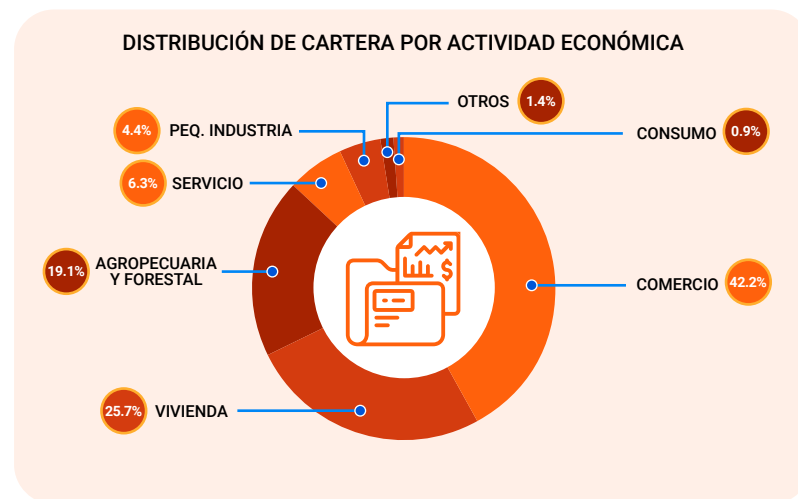 DISTRIBUCIÓN DE CARTERA POR ACTIVIDAD ECONÓMICA
OTROS 1.4%
4.4% PEQ. INDUSTRIA
CONSUMO 0.9%
6.3% SERVICIO
19.1% AGROPECUARIA
Y FORESTAL
$
COMERCIO 42.2%
25.7% VIVIENDA